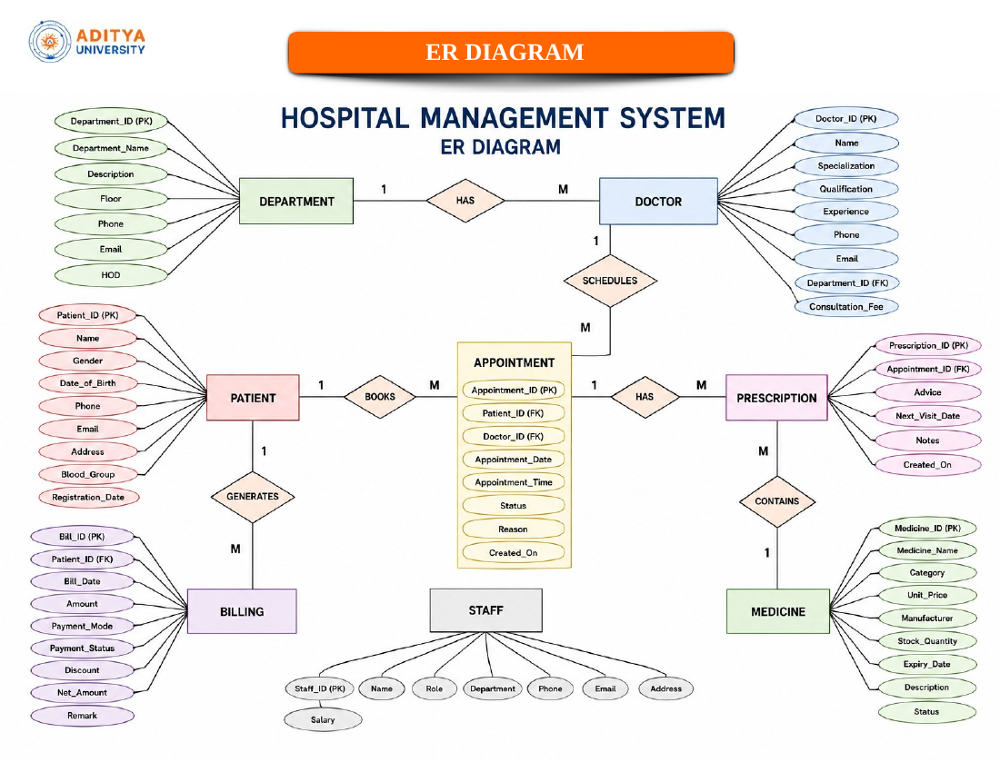 ADITYA
UNIVERSITY
ER DIAGRAM
HOSPITAL MANAGEMENT SYSTEM
ER DIAGRAM
Department_ID (PK)
Department_Name
Description
Floor
Phone
Email
HOD
DEPARTMENT
1
HAS
M
DOCTOR
Doctor_ID (PK)
Name
Specialization
Qualification
Experience
Phone
Email
Department_ID (FK)
Consultation_Fee
1
SCHEDULES
M
Patient_ID (PK)
Name
Gender
Date_of_Birth
Phone
Email
Address
Blood_Group
Registration_Date
PATIENT
1
BOOKS
M
APPOINTMENT
Appointment_ID (PK)
Patient_ID (FK)
Doctor_ID (FK)
Appointment_Date
Appointment_Time
Status
Reason
Created_On
1
HAS
M
PRESCRIPTION
Prescription_ID (PK)
Appointment_ID (FK)
Advice
Next_Visit_Date
Notes
Created_On
1
GENERATES
M
M
CONTAINS
1
Bill_ID (PK)
Patient_ID (FK)
Bill_Date
Amount
Payment_Mode
Payment_Status
Discount
Net_Amount
Remark
BILLING
STAFF
Staff_ID (PK)
Name
Role
Department
Phone
Email
Address
Salary
MEDICINE
Medicine_ID (PK)
Medicine_Name
Category
Unit_Price
Manufacturer
Stock_Quantity
Expiry_Date
Description
Status